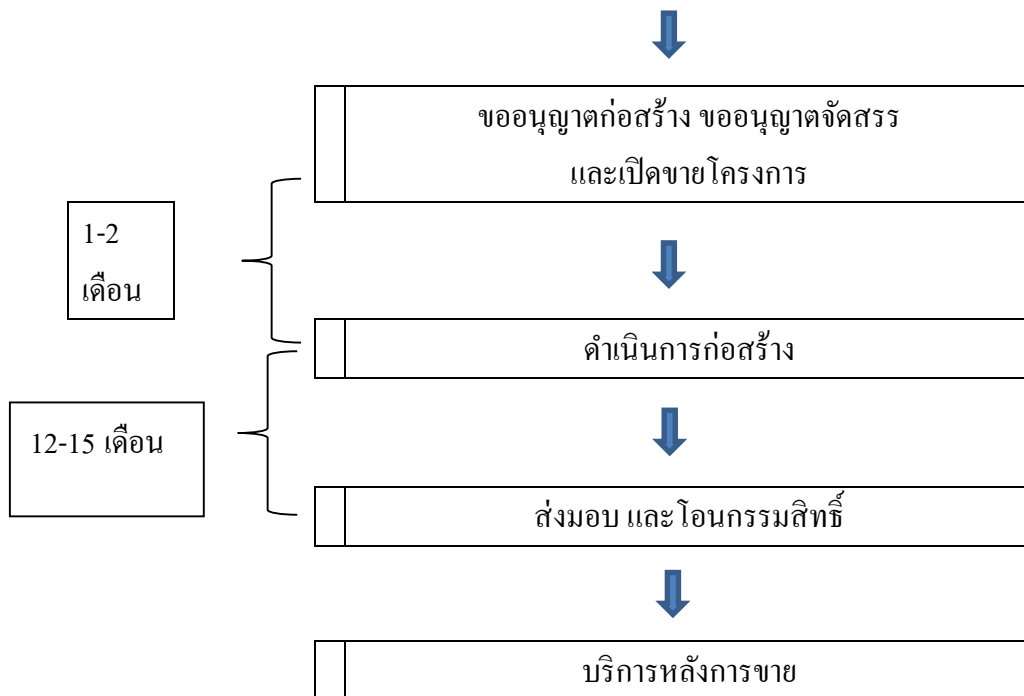 ขออนุญาตก่อสร้าง ขออนุญาตจัดสรร
และเปิดขายโครงการ
1-2
เดือน
ดำเนินการก่อสร้าง
12-15 เดือน
ส่งมอบ และโอนกรรมสิทธิ์
บริการหลังการขาย